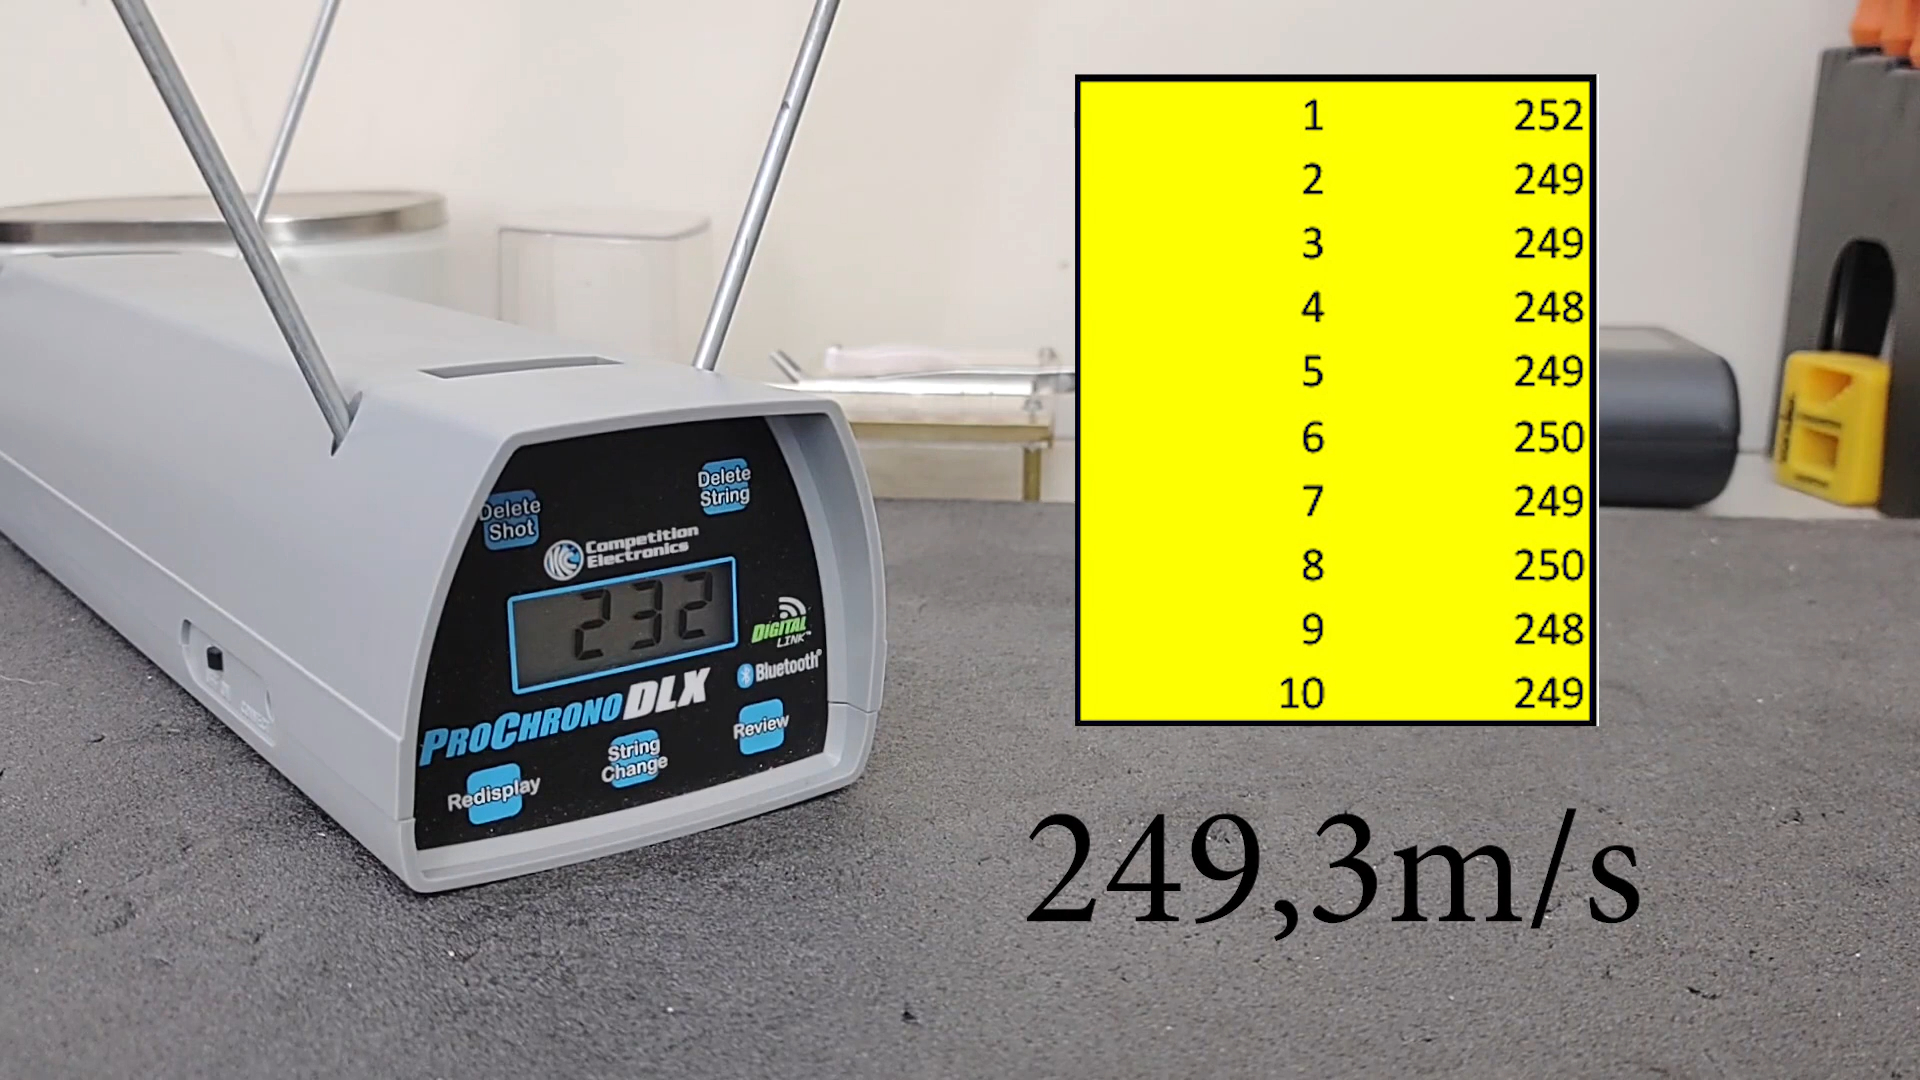 Delete
Shot
Delete
String
Competition
Electronics
232
DIGITAL
LINK™
Bluetooth®
PROCHRONO DLX
Redisplay
String
Change
Review
1 252
2 249
3 249
4 248
5 249
6 250
7 249
8 250
9 248
10 249
249,3m/s